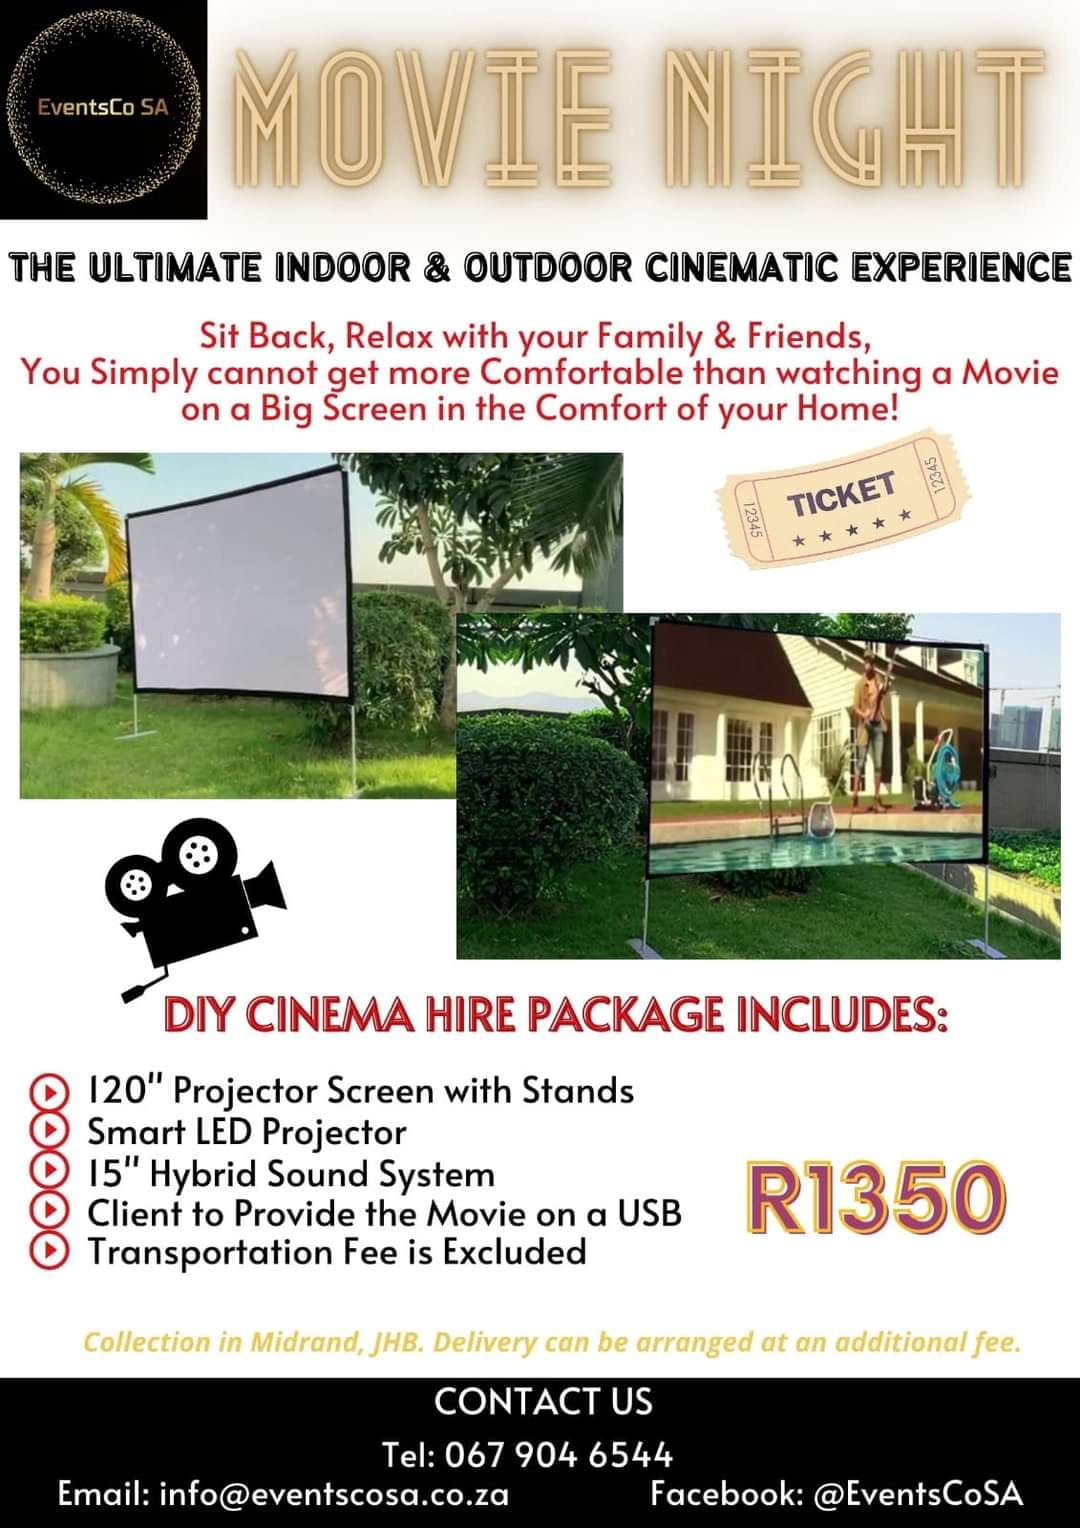 EventsCo SA
MOVIE NIGHT
THE ULTIMATE INDOOR & OUTDOOR CINEMATIC EXPERIENCE
Sit Back, Relax with your Family & Friends,
You Simply cannot get more Comfortable than watching a Movie
on a Big Screen in the Comfort of your Home!
12345
TICKET
12345
DIY CINEMA HIRE PACKAGE INCLUDES:
120" Projector Screen with Stands
Smart LED Projector
15" Hybrid Sound System
Client to Provide the Movie on a USB
Transportation Fee is Excluded
R1350
Collection in Midrand, JHB. Delivery can be arranged at an additional fee.
CONTACT US
Tel: 067 904 6544
Email: info@eventscosa.co.za
Facebook: @EventsCoSA